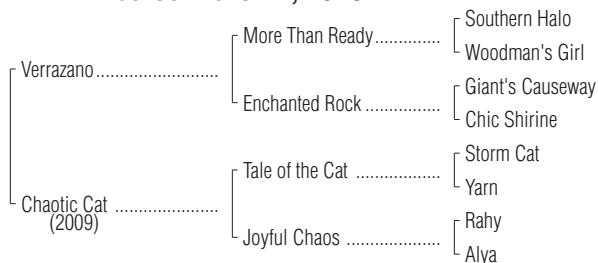 Southern Halo
More Than Ready
Woodman's Girl
Verrazano
Giant's Causeway
Enchanted Rock
Chic Shirine
Storm Cat
Tale of the Cat
Yarn
Chaotic Cat
(2009)
Rahy
Joyful Chaos
Alya